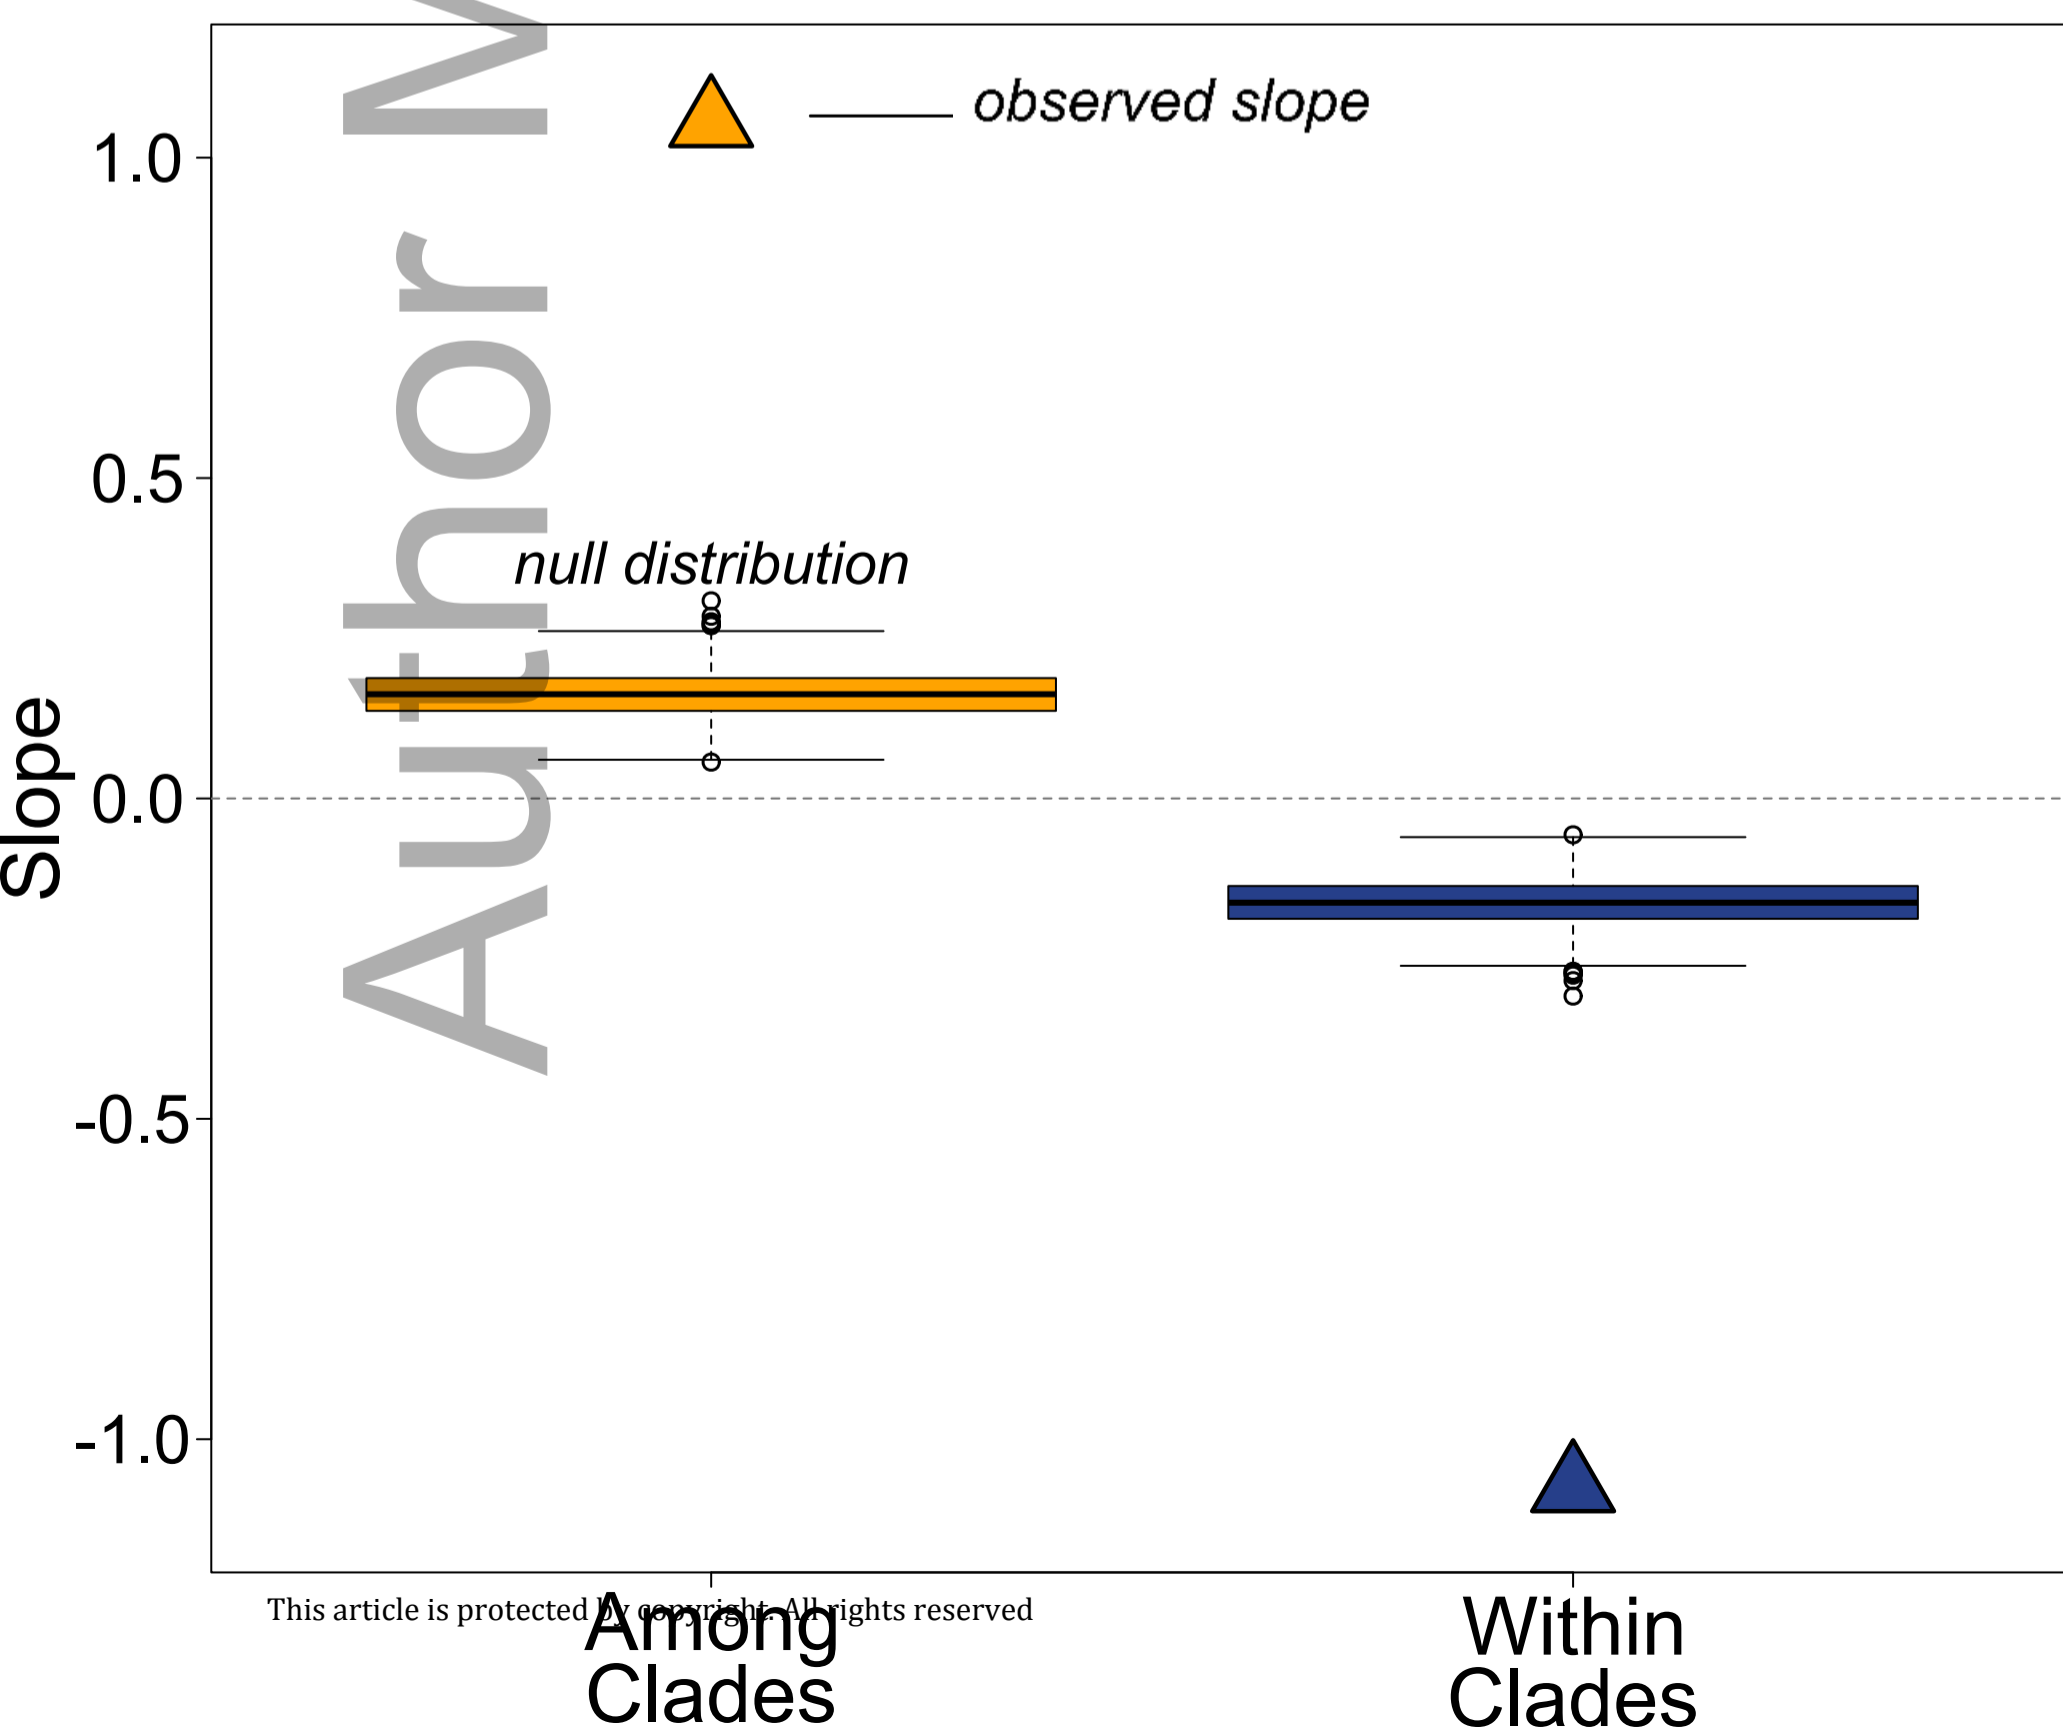 observed slope
1.0
0.5
null distribution
0.0
-0.5
-1.0
Slope
Author M
This article is protected by copyright. All rights reserved
Among
Clades
Within
Clades